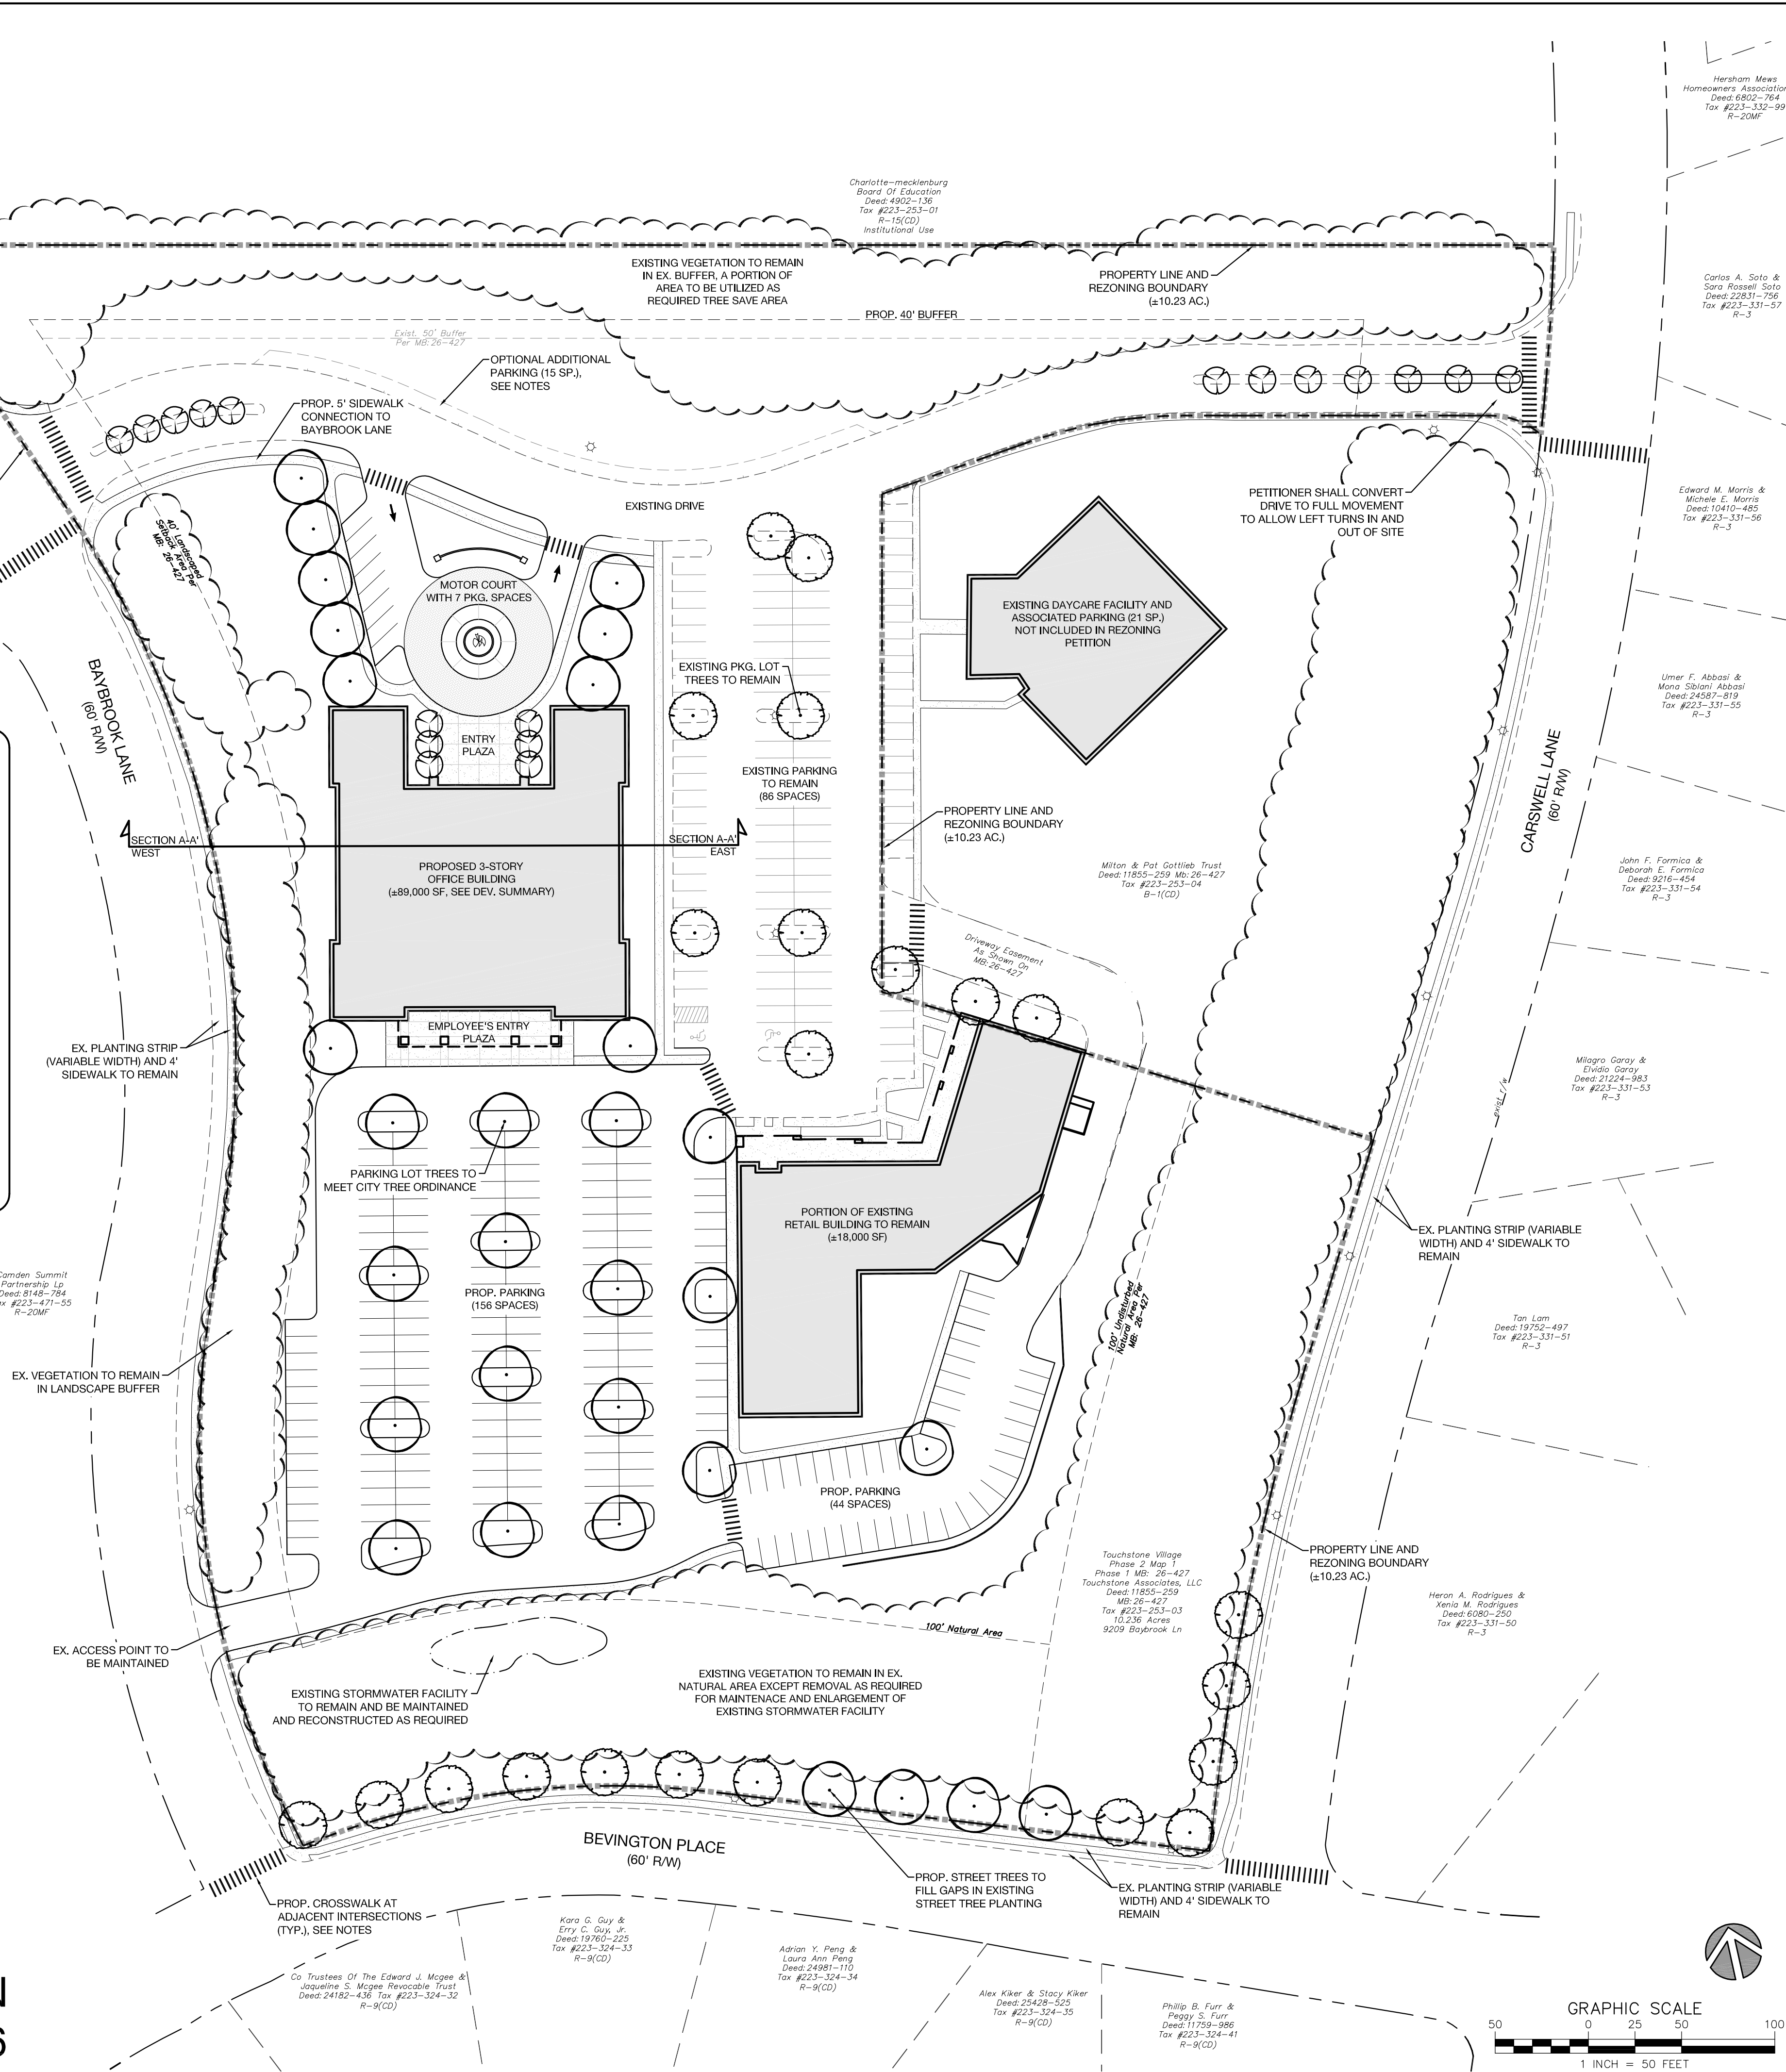 Hersham Mews
Homeowners Association
Deed: 6802-764
Tax #223-332-99
R-20MF
Charlotte-mecklenburg
Board Of Education
Deed: 4902-136
Tax #223-253-01
R-15(CD)
Institutional Use
EXISTING VEGETATION TO REMAIN
IN EX. BUFFER, A PORTION OF
AREA TO BE UTILIZED AS
REQUIRED TREE SAVE AREA
PROPERTY LINE AND
REZONING BOUNDARY
(±10.23 AC.)
Carlos A. Soto &
Sara Rossell Soto
Deed: 22831-756
Tax #223-331-57
R-3
PROP. 40' BUFFER
Exist. 50' Buffer
Per MB: 26-427
OPTIONAL ADDITIONAL
PARKING (15 SP.),
SEE NOTES
PROP. 5' SIDEWALK
CONNECTION TO
BAYBROOK LANE
EXISTING DRIVE
PETITIONER SHALL CONVERT
DRIVE TO FULL MOVEMENT
TO ALLOW LEFT TURNS IN AND
OUT OF SITE
Edward M. Morris &
Michele E. Morris
Deed: 10410-485
Tax #223-331-56
R-3
40' Landscaped
Setback Area Per
MB: 26-427
MOTOR COURT
WITH 7 PKG. SPACES
EXISTING DAYCARE FACILITY AND
ASSOCIATED PARKING (21 SP.)
NOT INCLUDED IN REZONING
PETITION
BAYBROOK LANE
(60' R/W)
EXISTING PKG. LOT
TREES TO REMAIN
Umer F. Abbasi &
Mona Siblani Abbasi
Deed: 24587-819
Tax #223-331-55
R-3
ENTRY
PLAZA
EXISTING PARKING
TO REMAIN
(86 SPACES)
CARSWELL LANE
(60' R/W)
PROPERTY LINE AND
REZONING BOUNDARY
(±10.23 AC.)
SECTION A-A'
WEST
SECTION A-A'
EAST
PROPOSED 3-STORY
OFFICE BUILDING
(±89,000 SF, SEE DEV. SUMMARY)
Milton & Pat Gottlieb Trust
Deed: 11855-259 Mb: 26-427
Tax #223-253-04
B-1(CD)
John F. Formica &
Deborah E. Formica
Deed: 9216-454
Tax #223-331-54
R-3
Driveway Easement
As Shown On
MB: 26-427
EMPLOYEE'S ENTRY
PLAZA
EX. PLANTING STRIP
(VARIABLE WIDTH) AND 4'
SIDEWALK TO REMAIN
Milagro Garay &
Elvidio Garay
Deed: 21224-983
Tax #223-331-53
R-3
exist r/w
PARKING LOT TREES TO
MEET CITY TREE ORDINANCE
PORTION OF EXISTING
RETAIL BUILDING TO REMAIN
(±18,000 SF)
EX. PLANTING STRIP (VARIABLE
WIDTH) AND 4' SIDEWALK TO
REMAIN
Camden Summit
Partnership Lp
Deed: 8148-784
Tax #223-471-55
R-20MF
PROP. PARKING
(156 SPACES)
100' Undisturbed
Natural Area Per
MB: 26-427
Tan Lam
Deed: 19752-497
Tax #223-331-51
R-3
EX. VEGETATION TO REMAIN
IN LANDSCAPE BUFFER
PROP. PARKING
(44 SPACES)
PROPERTY LINE AND
REZONING BOUNDARY
(±10.23 AC.)
Touchstone Village
Phase 2 Map 1
Phase 1 MB: 26-427
Touchstone Associates, LLC
Deed: 11855-259
MB: 26-427
Tax #223-253-03
10.236 Acres
9209 Baybrook Ln
Heron A. Rodrigues &
Xenia M. Rodrigues
Deed: 6080-250
Tax #223-331-50
R-3
100' Natural Area
EX. ACCESS POINT TO
BE MAINTAINED
EXISTING STORMWATER FACILITY
TO REMAIN AND BE MAINTAINED
AND RECONSTRUCTED AS REQUIRED
EXISTING VEGETATION TO REMAIN IN EX.
NATURAL AREA EXCEPT REMOVAL AS REQUIRED
FOR MAINTENACE AND ENLARGEMENT OF
EXISTING STORMWATER FACILITY
BEVINGTON PLACE
(60' R/W)
PROP. STREET TREES TO
FILL GAPS IN EXISTING
STREET TREE PLANTING
EX. PLANTING STRIP (VARIABLE
WIDTH) AND 4' SIDEWALK TO
REMAIN
PROP. CROSSWALK AT
ADJACENT INTERSECTIONS
(TYP.), SEE NOTES
Kara G. Guy &
Erry C. Guy, Jr.
Deed: 19760-225
Tax #223-324-33
R-9(CD)
Adrian Y. Peng &
Laura Ann Peng
Deed: 24981-110
Tax #223-324-34
R-9(CD)
Co Trustees Of The Edward J. Mcgee &
Jaqueline S. Mcgee Revocable Trust
Deed: 24182-436 Tax #223-324-32
R-9(CD)
Alex Kiker & Stacy Kiker
Deed: 25428-525
Tax #223-324-35
R-9(CD)
Phillip B. Furr &
Peggy S. Furr
Deed: 11759-986
Tax #223-324-41
R-9(CD)
N
6
GRAPHIC SCALE
50 0 25 50 100
1 INCH = 50 FEET